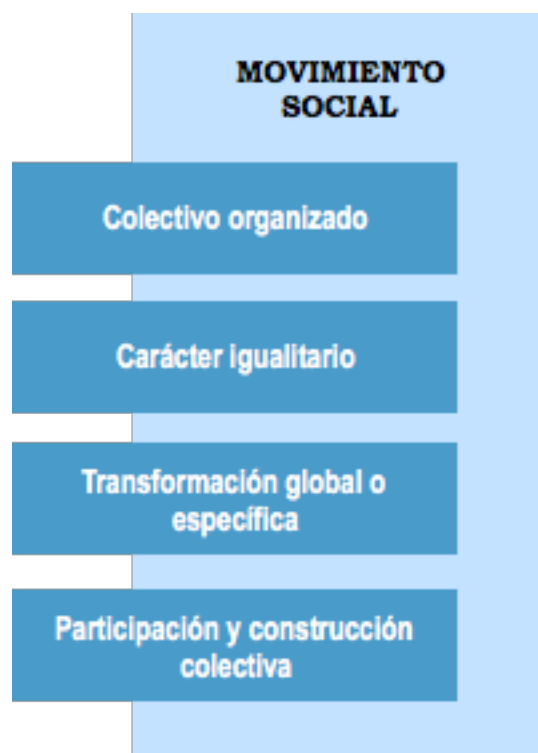 MOVIMIENTO
SOCIAL
Colectivo organizado
Carácter igualitario
Transformación global o
específica
Participación y construcción
colectiva